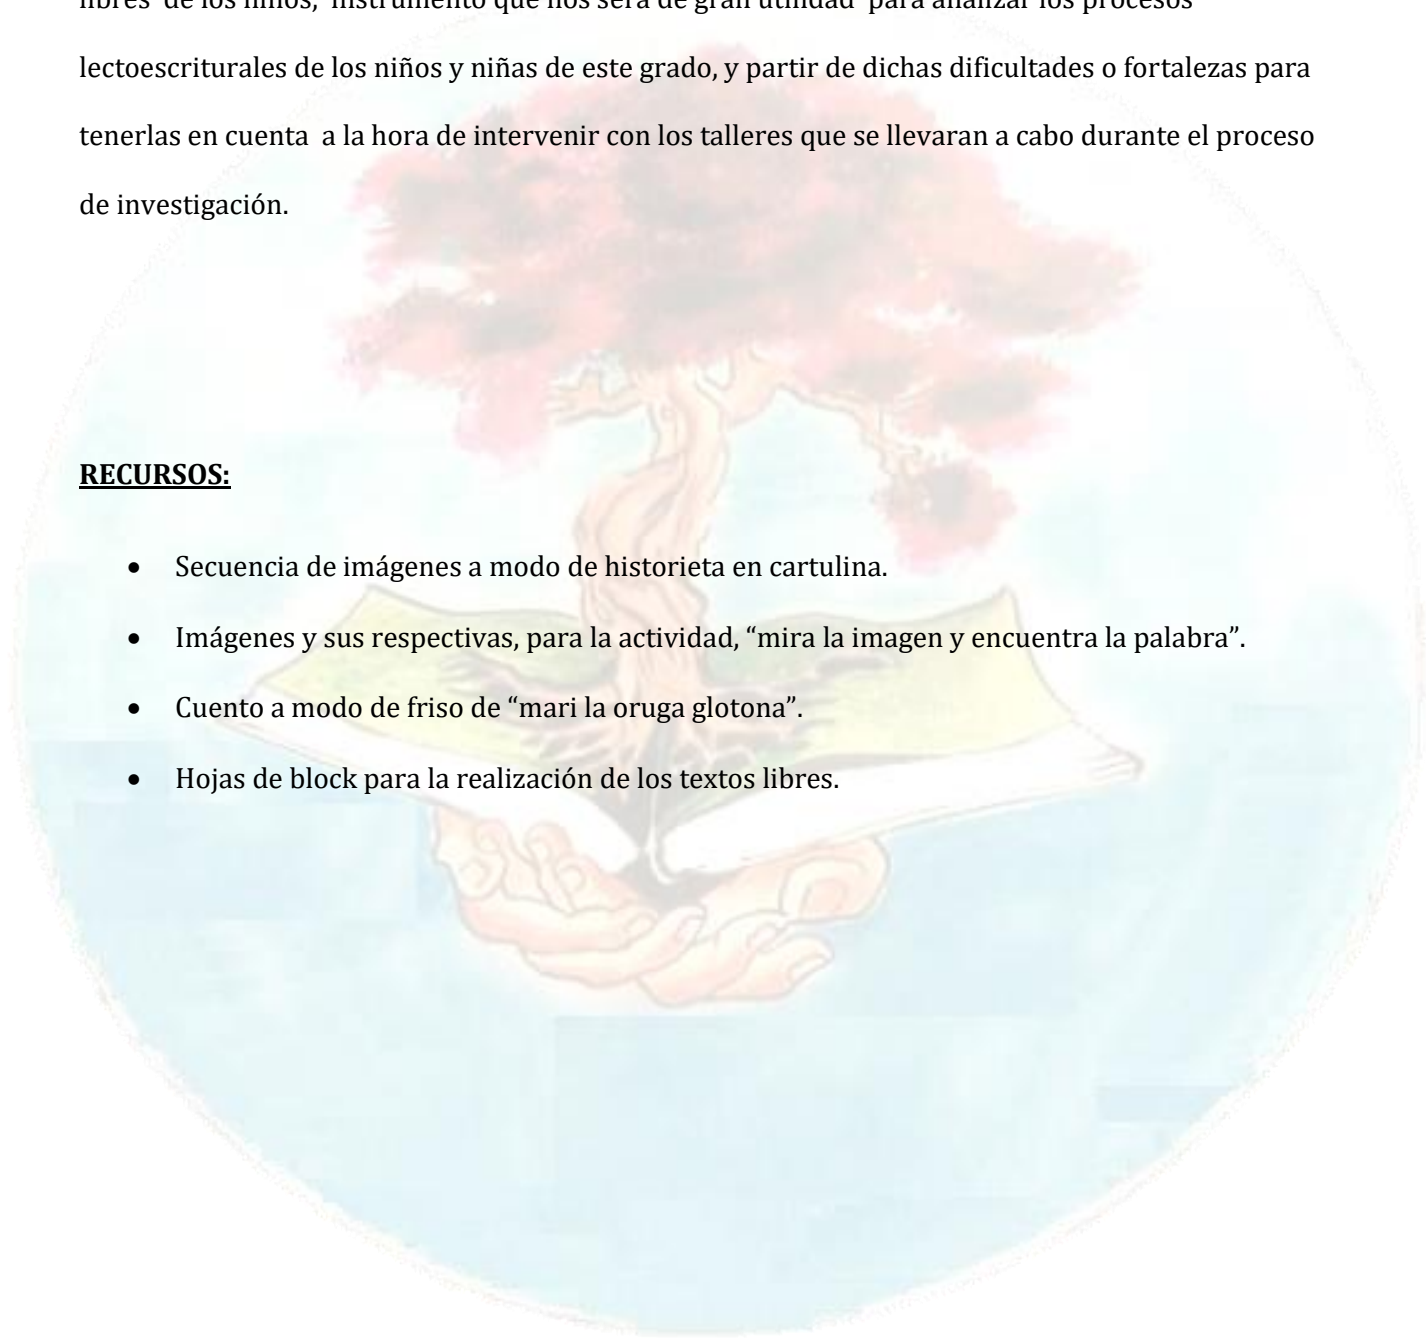 libres de los niños, instrumento que nos será de gran utilidad para analizar los procesos
lectoescriturales de los niños y niñas de este grado, y partir de dichas dificultades o fortalezas para
tenerlas en cuenta a la hora de intervenir con los talleres que se llevaran a cabo durante el proceso
de investigación.
RECURSOS:
• Secuencia de imágenes a modo de historieta en cartulina.
• Imágenes y sus respectivas, para la actividad, “mira la imagen y encuentra la palabra”.
• Cuento a modo de friso de “mari la oruga glotona”.
• Hojas de block para la realización de los textos libres.